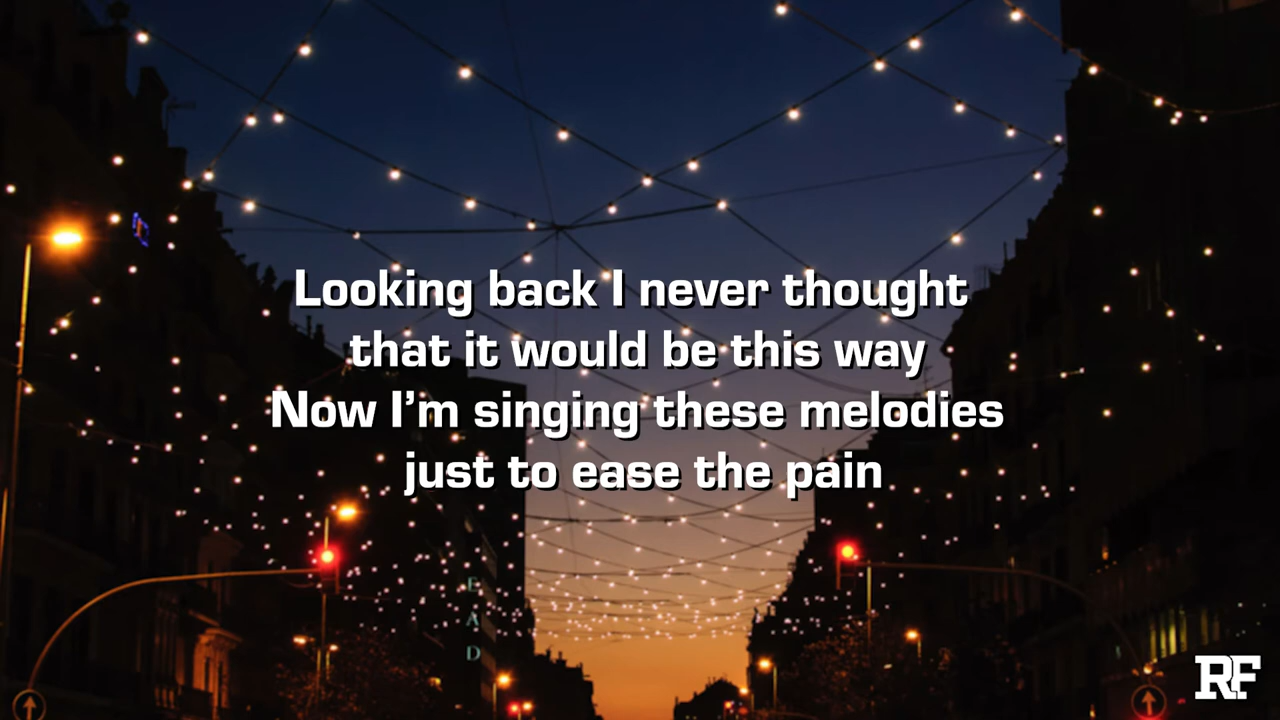 Looking back I never thought
that it would be this way
Now I’m singing these melodies
just to ease the pain
E
A
D
RF